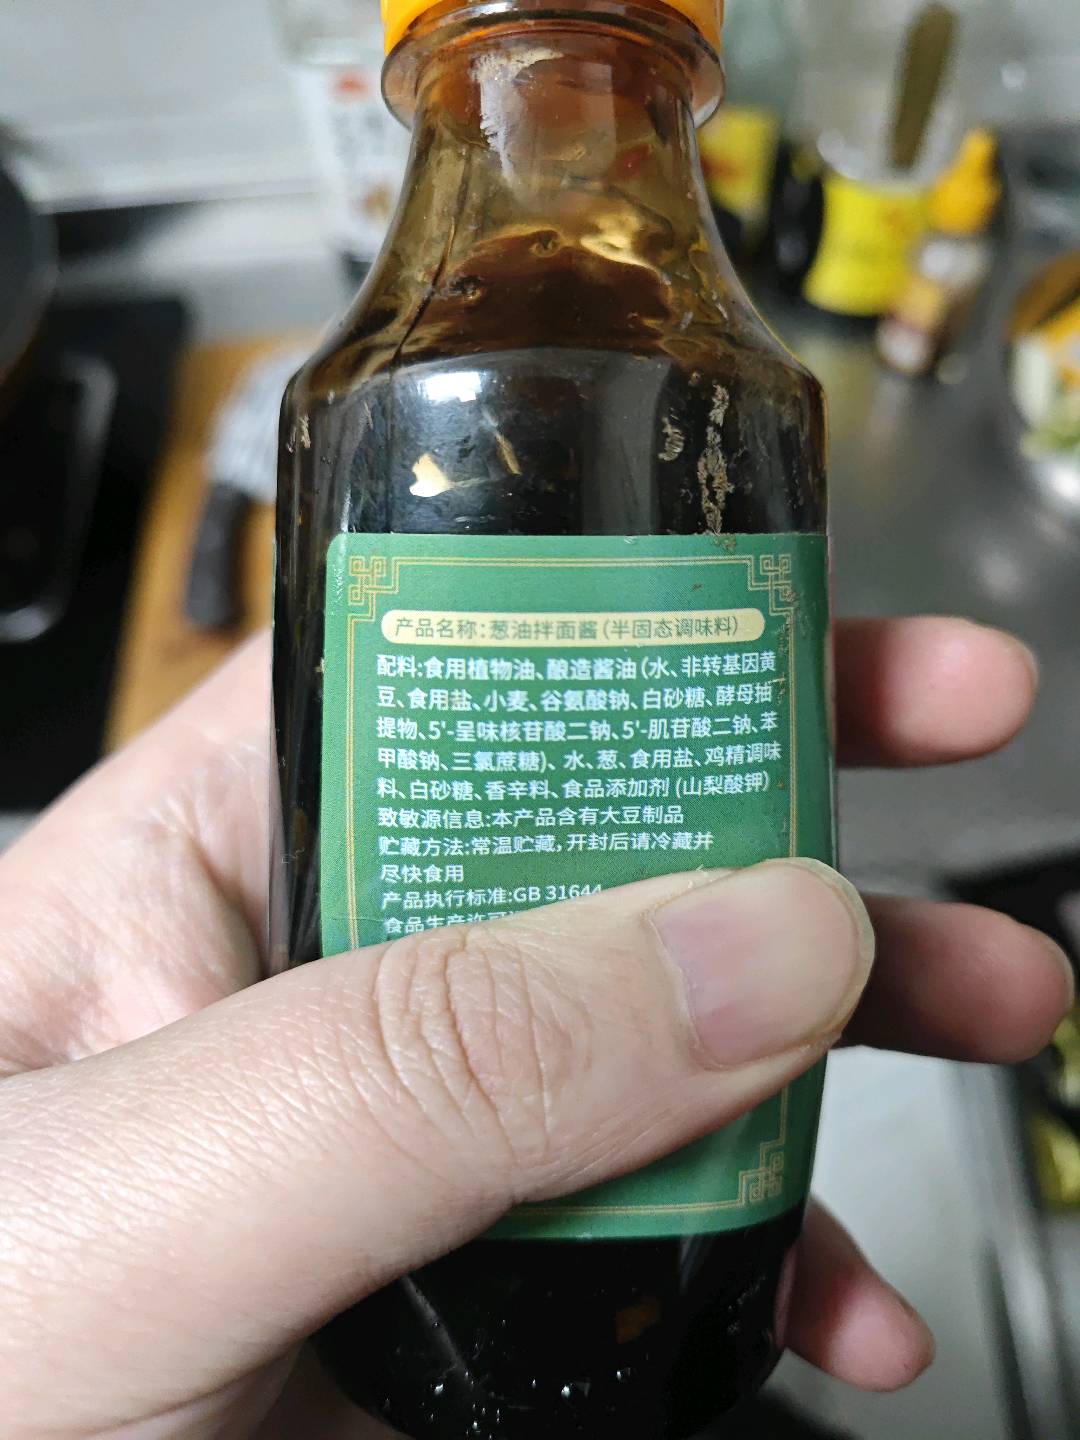 产品名称:葱油拌面酱(半固态调味料)
配料:食用植物油、酿造酱油(水、非转基因黄
豆、食用盐、小麦、谷氨酸钠、白砂糖、酵母抽
提物、5'-呈味核苷酸二钠、5'-肌苷酸二钠、苯
甲酸钠、三氯蔗糖)、水、葱、食用盐、鸡精调味
料、白砂糖、香辛料、食品添加剂(山梨酸钾)
致敏源信息:本产品含有大豆制品
贮藏方法:常温贮藏,开封后请冷藏并
尽快食用
产品执行标准:GB 31644
食品生产许可